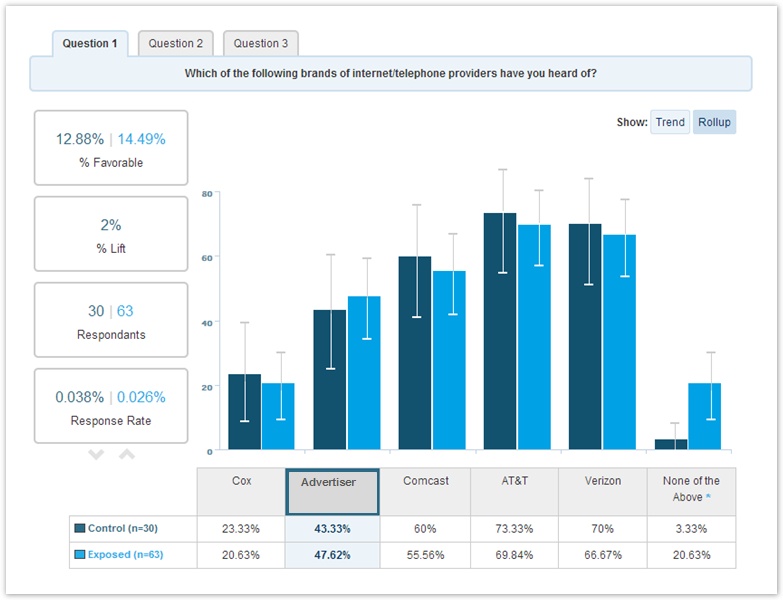 Question 1 Question 2 Question 3
Which of the following brands of internet/telephone providers have you heard of?
Show: Trend Rollup
12.88% | 14.49%
% Favorable
2%
% Lift
30 | 63
Respondants
0.038% | 0.026%
Response Rate
80
60
40
20
0
Cox Advertiser Comcast AT&T Verizon None of the
Above *
Control (n=30) 23.33% 43.33% 60% 73.33% 70% 3.33%
Exposed (n=63) 20.63% 47.62% 55.56% 69.84% 66.67% 20.63%